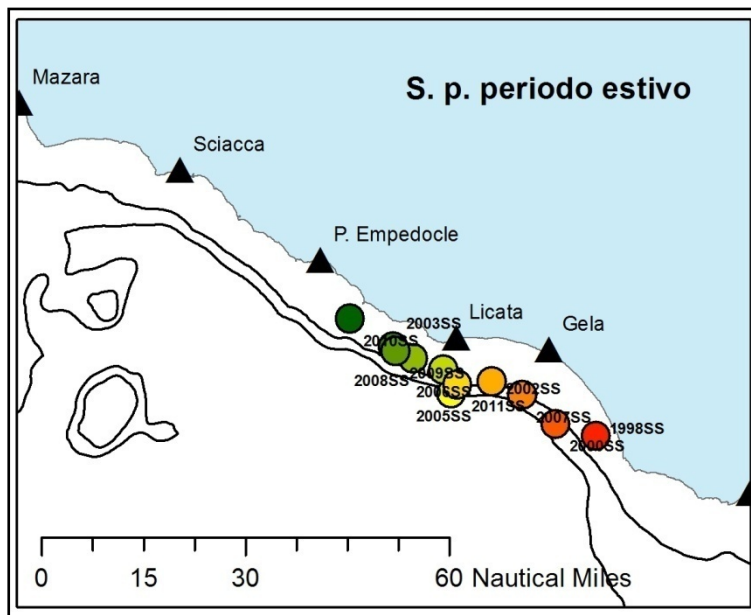 Mazara
S. p. periodo estivo
Sciacca
P. Empedocle
2003SS
Licata
2010SS
Gela
2009SS
2008SS
2006SS
2002SS
2011SS
2005SS
2007SS
1998SS
2000SS
0 15 30 60 Nautical Miles